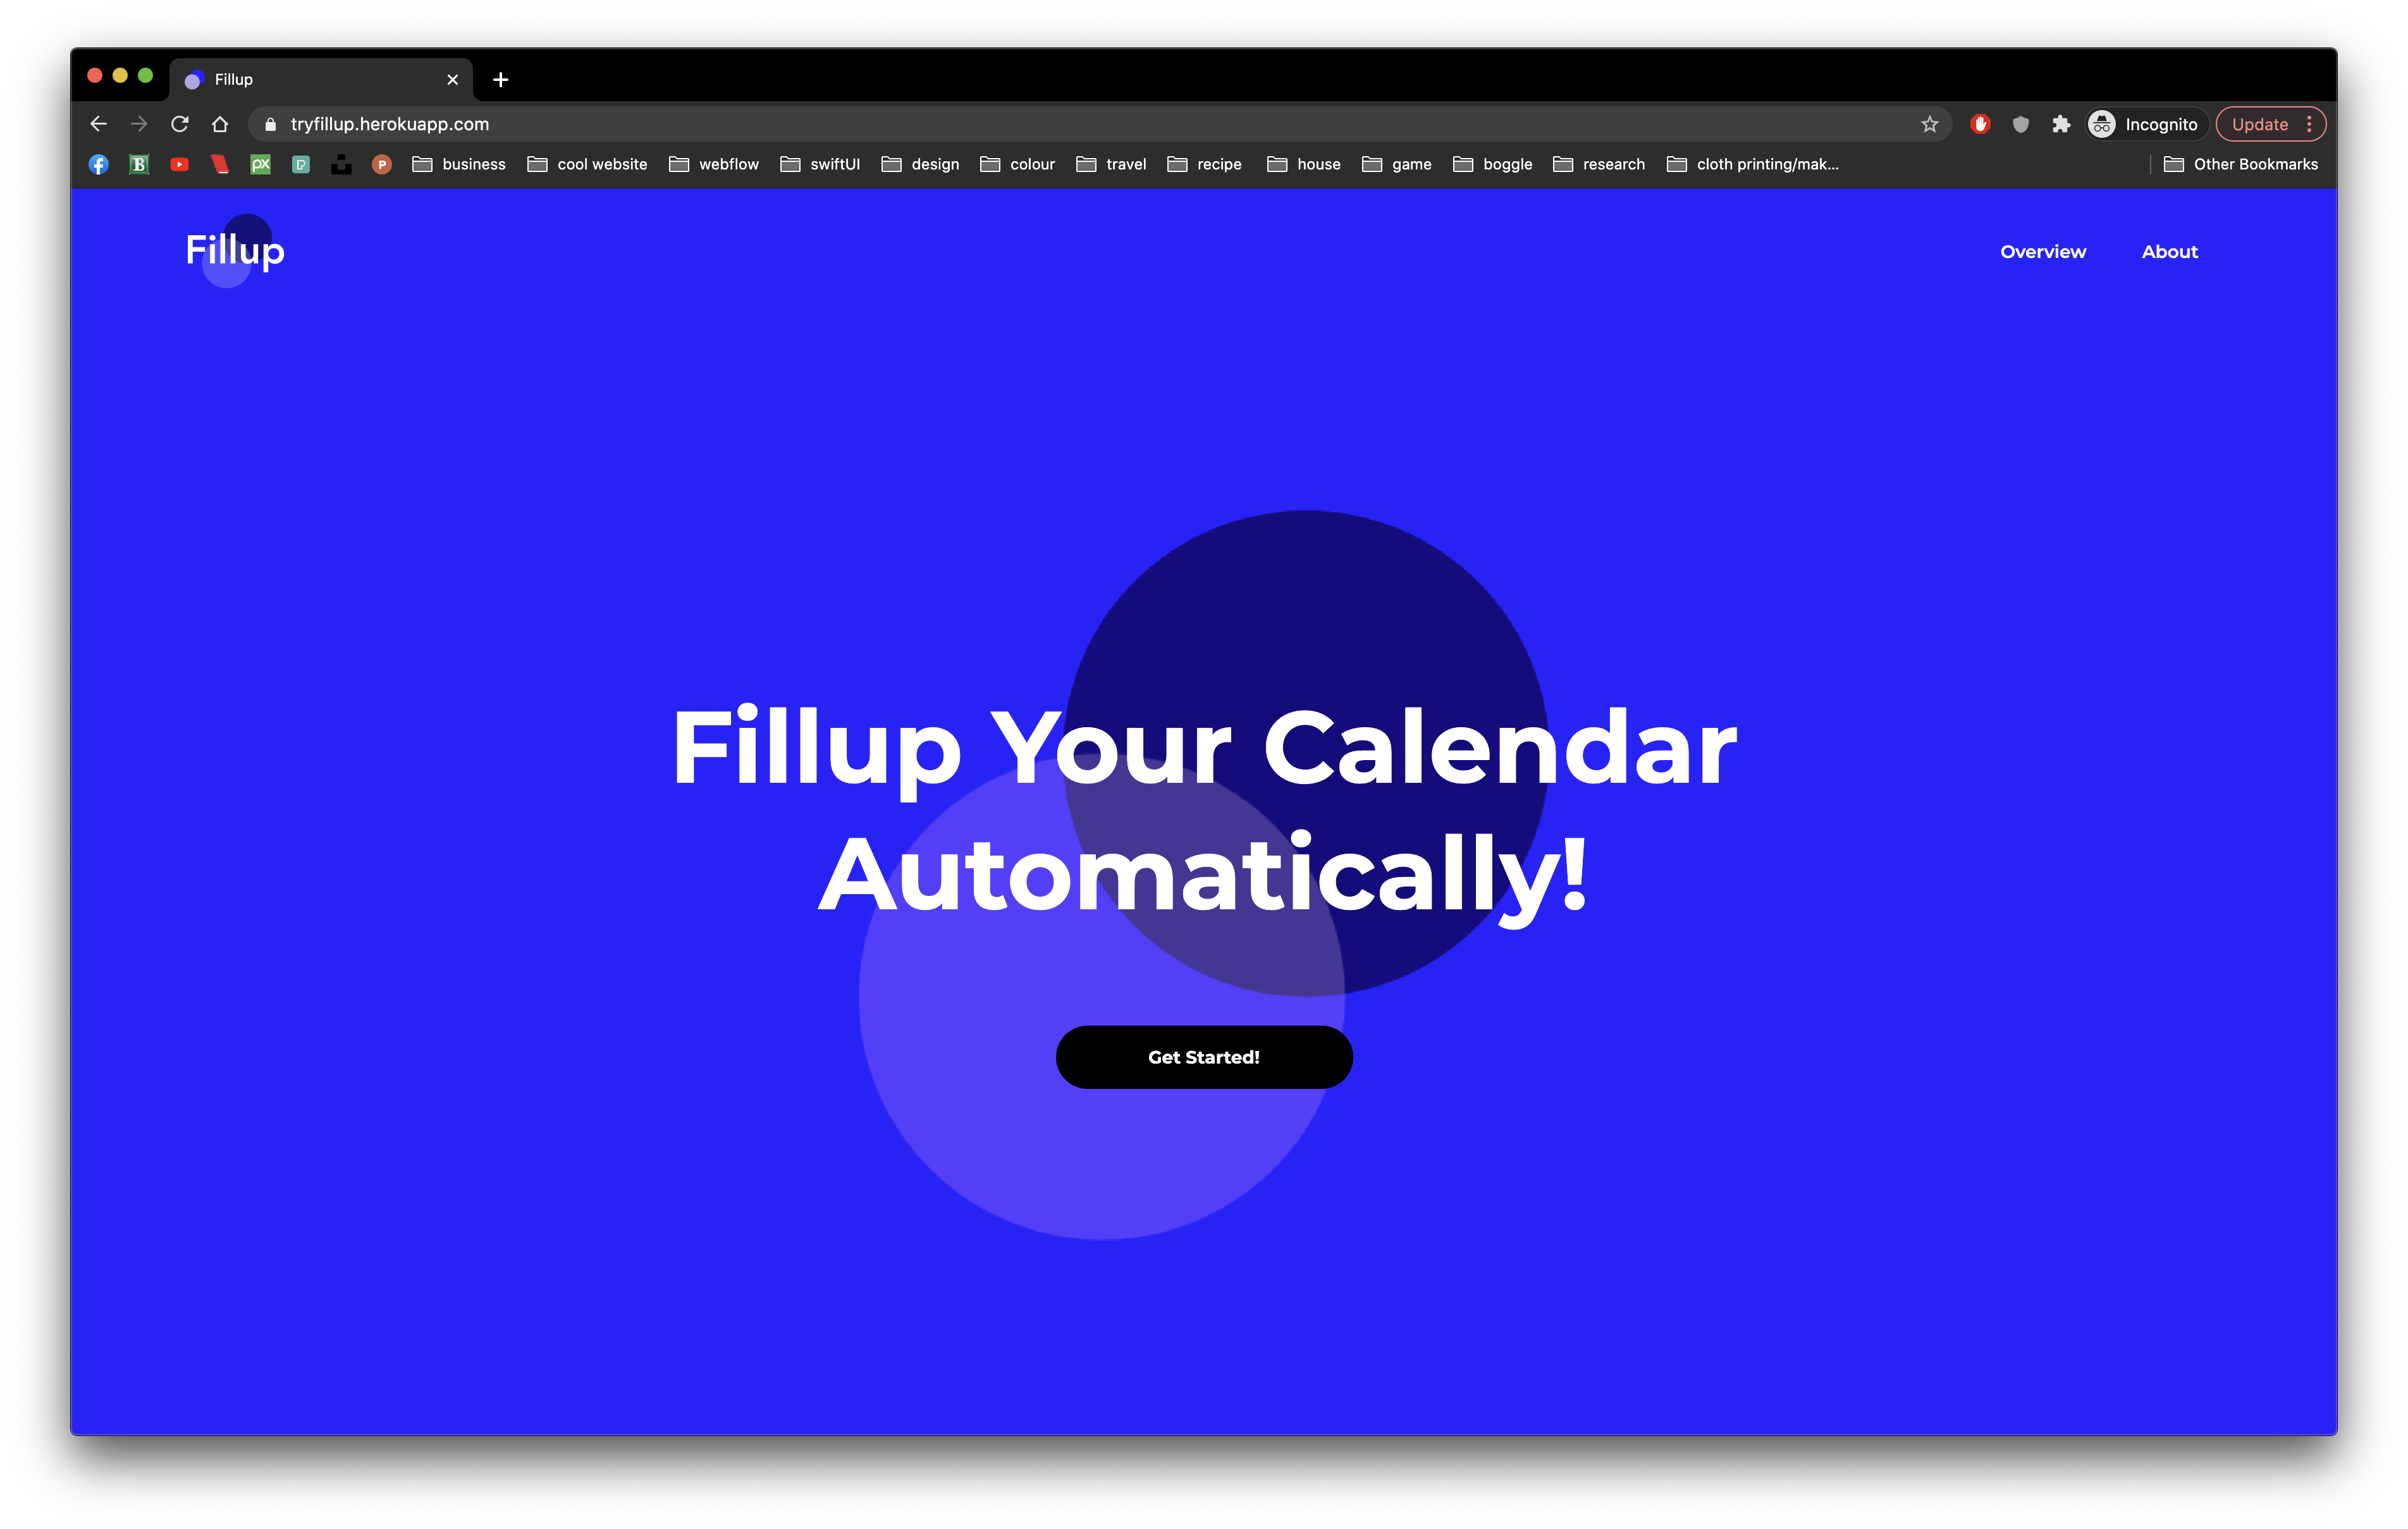 Fillup
tryfillup.herokuapp.com
Incognito
Update
B
PX
P
P
business
cool website
webflow
swiftUI
design
colour
travel
recipe
house
game
boggle
research
cloth printing/mak...
Other Bookmarks
Fillup
Overview
About
Fillup Your Calendar
Automatically!
Get Started!